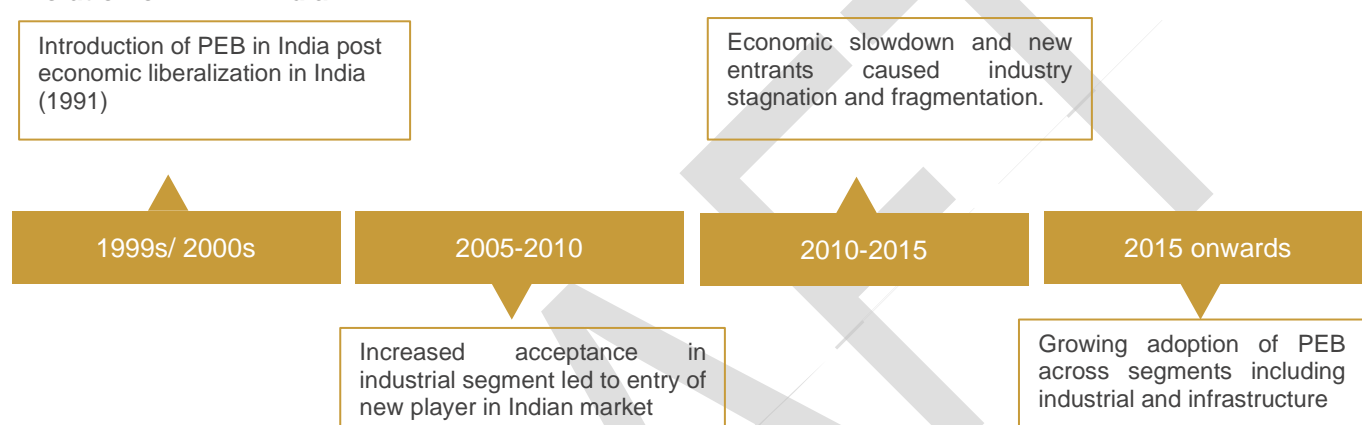 Introduction of PEB in India post
economic liberalization in India
(1991)
Economic slowdown and new
entrants caused industry
stagnation and fragmentation.
1999s/ 2000s
2005-2010
2010-2015
2015 onwards
Increased acceptance in
industrial segment led to entry of
new player in Indian market
Growing adoption of PEB
across segments including
industrial and infrastructure